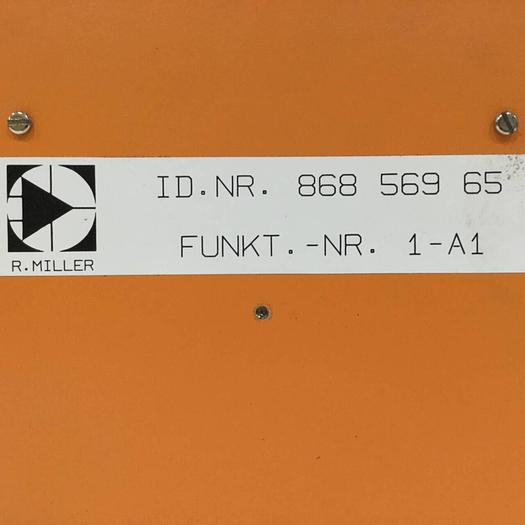 ID.NR. 868 569 65
FUNKT.-NR. 1-A1
R.MILLER